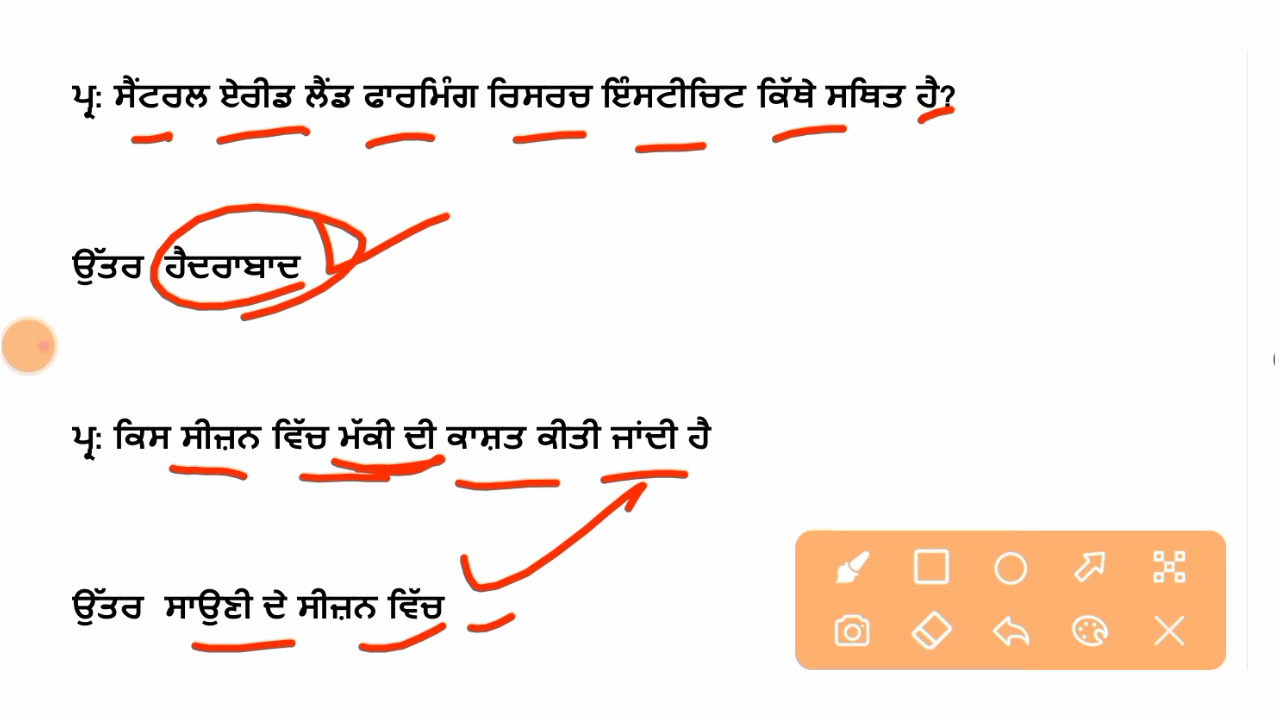 ਪ੍ਰ: ਸੈਂਟਰਲ ਏਰੀਡ ਲੈਂਡ ਫਾਰਮਿੰਗ ਰਿਸਰਚ ਇੰਸਟੀਚਿਟ ਕਿੱਥੇ ਸਥਿਤ ਹੈ?
ਉੱਤਰ ਹੈਦਰਾਬਾਦ
ਪ੍ਰ: ਕਿਸ ਸੀਜ਼ਨ ਵਿੱਚ ਮੱਕੀ ਦੀ ਕਾਸ਼ਤ ਕੀਤੀ ਜਾਂਦੀ ਹੈ
ਉੱਤਰ ਸਾਉਣੀ ਦੇ ਸੀਜ਼ਨ ਵਿੱਚ